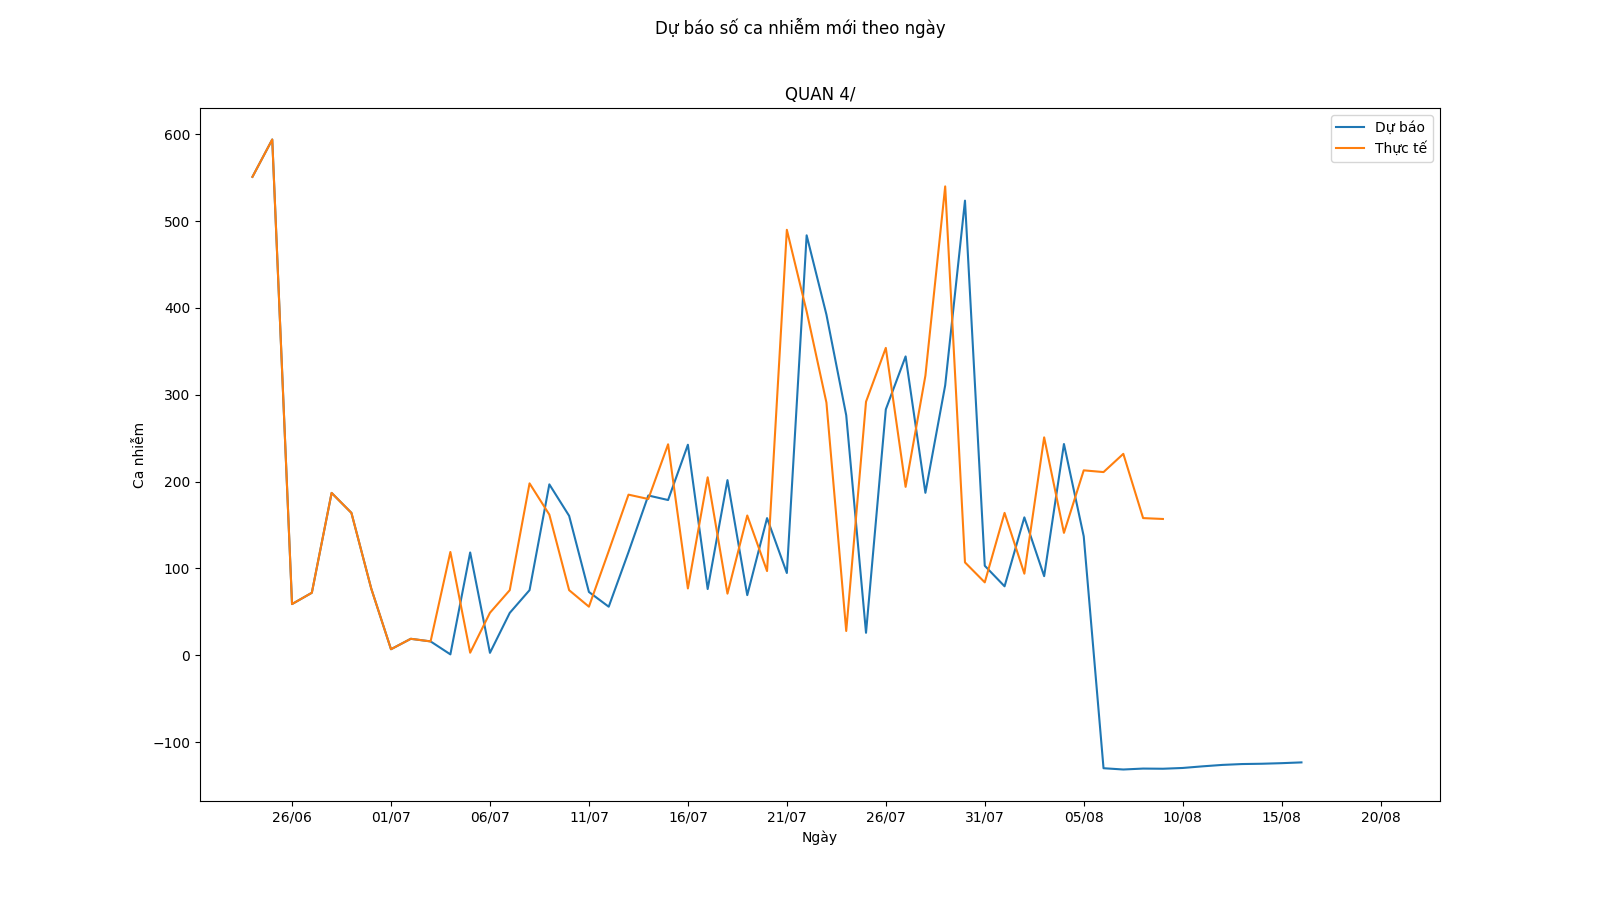 Dự báo số ca nhiễm mới theo ngày
QUAN 4/
Dự báo
Thực tế
600
500
400
300
200
100
0
−100
Ca nhiễm
26/06 01/07 06/07 11/07 16/07 21/07 26/07 31/07 05/08 10/08 15/08 20/08
Ngày